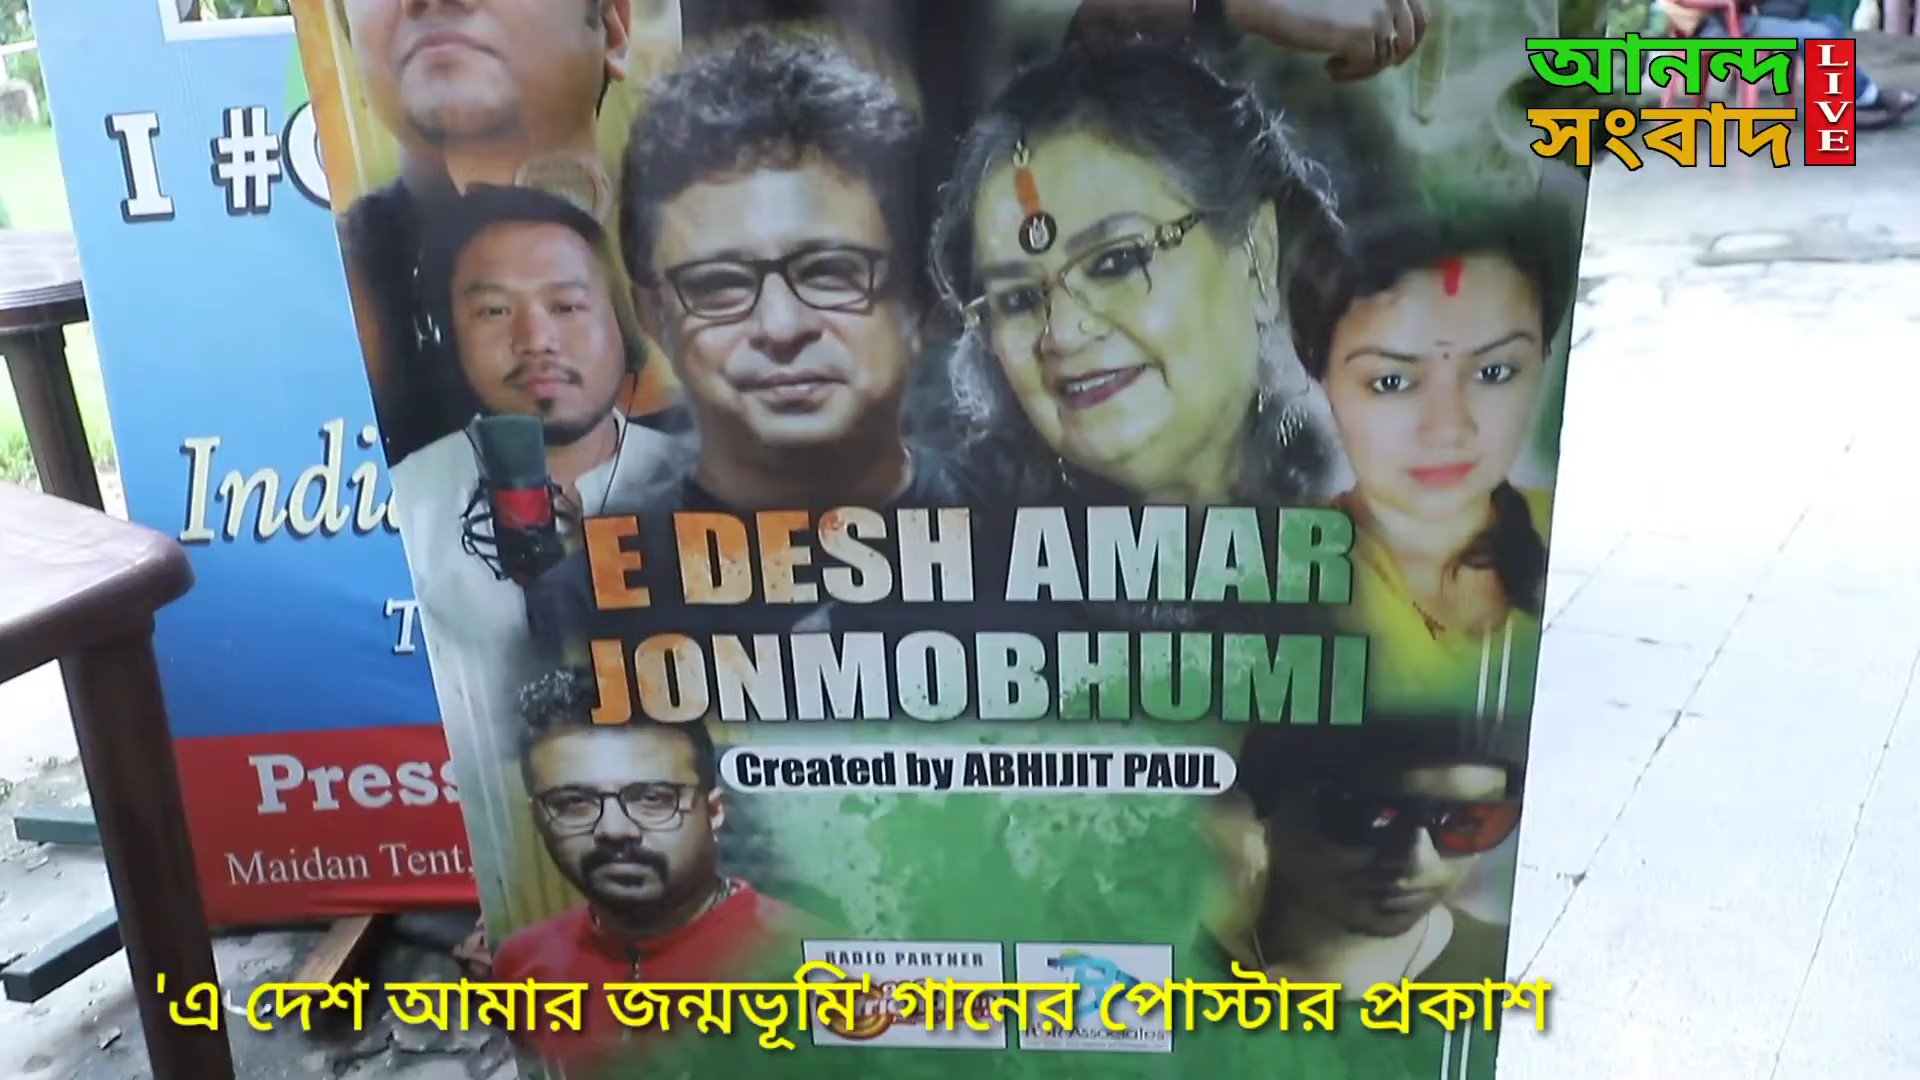 আনন্দ
সংবাদ
LIVE
I #
Indi
T
E DESH AMAR
JONMOBHUMI
Created by ABHIJIT PAUL
Press
Maidan Tent,
RADIO PARTNER
Associates
'এ দেশ আমার জন্মভূমি' গানের পোস্টার প্রকাশ